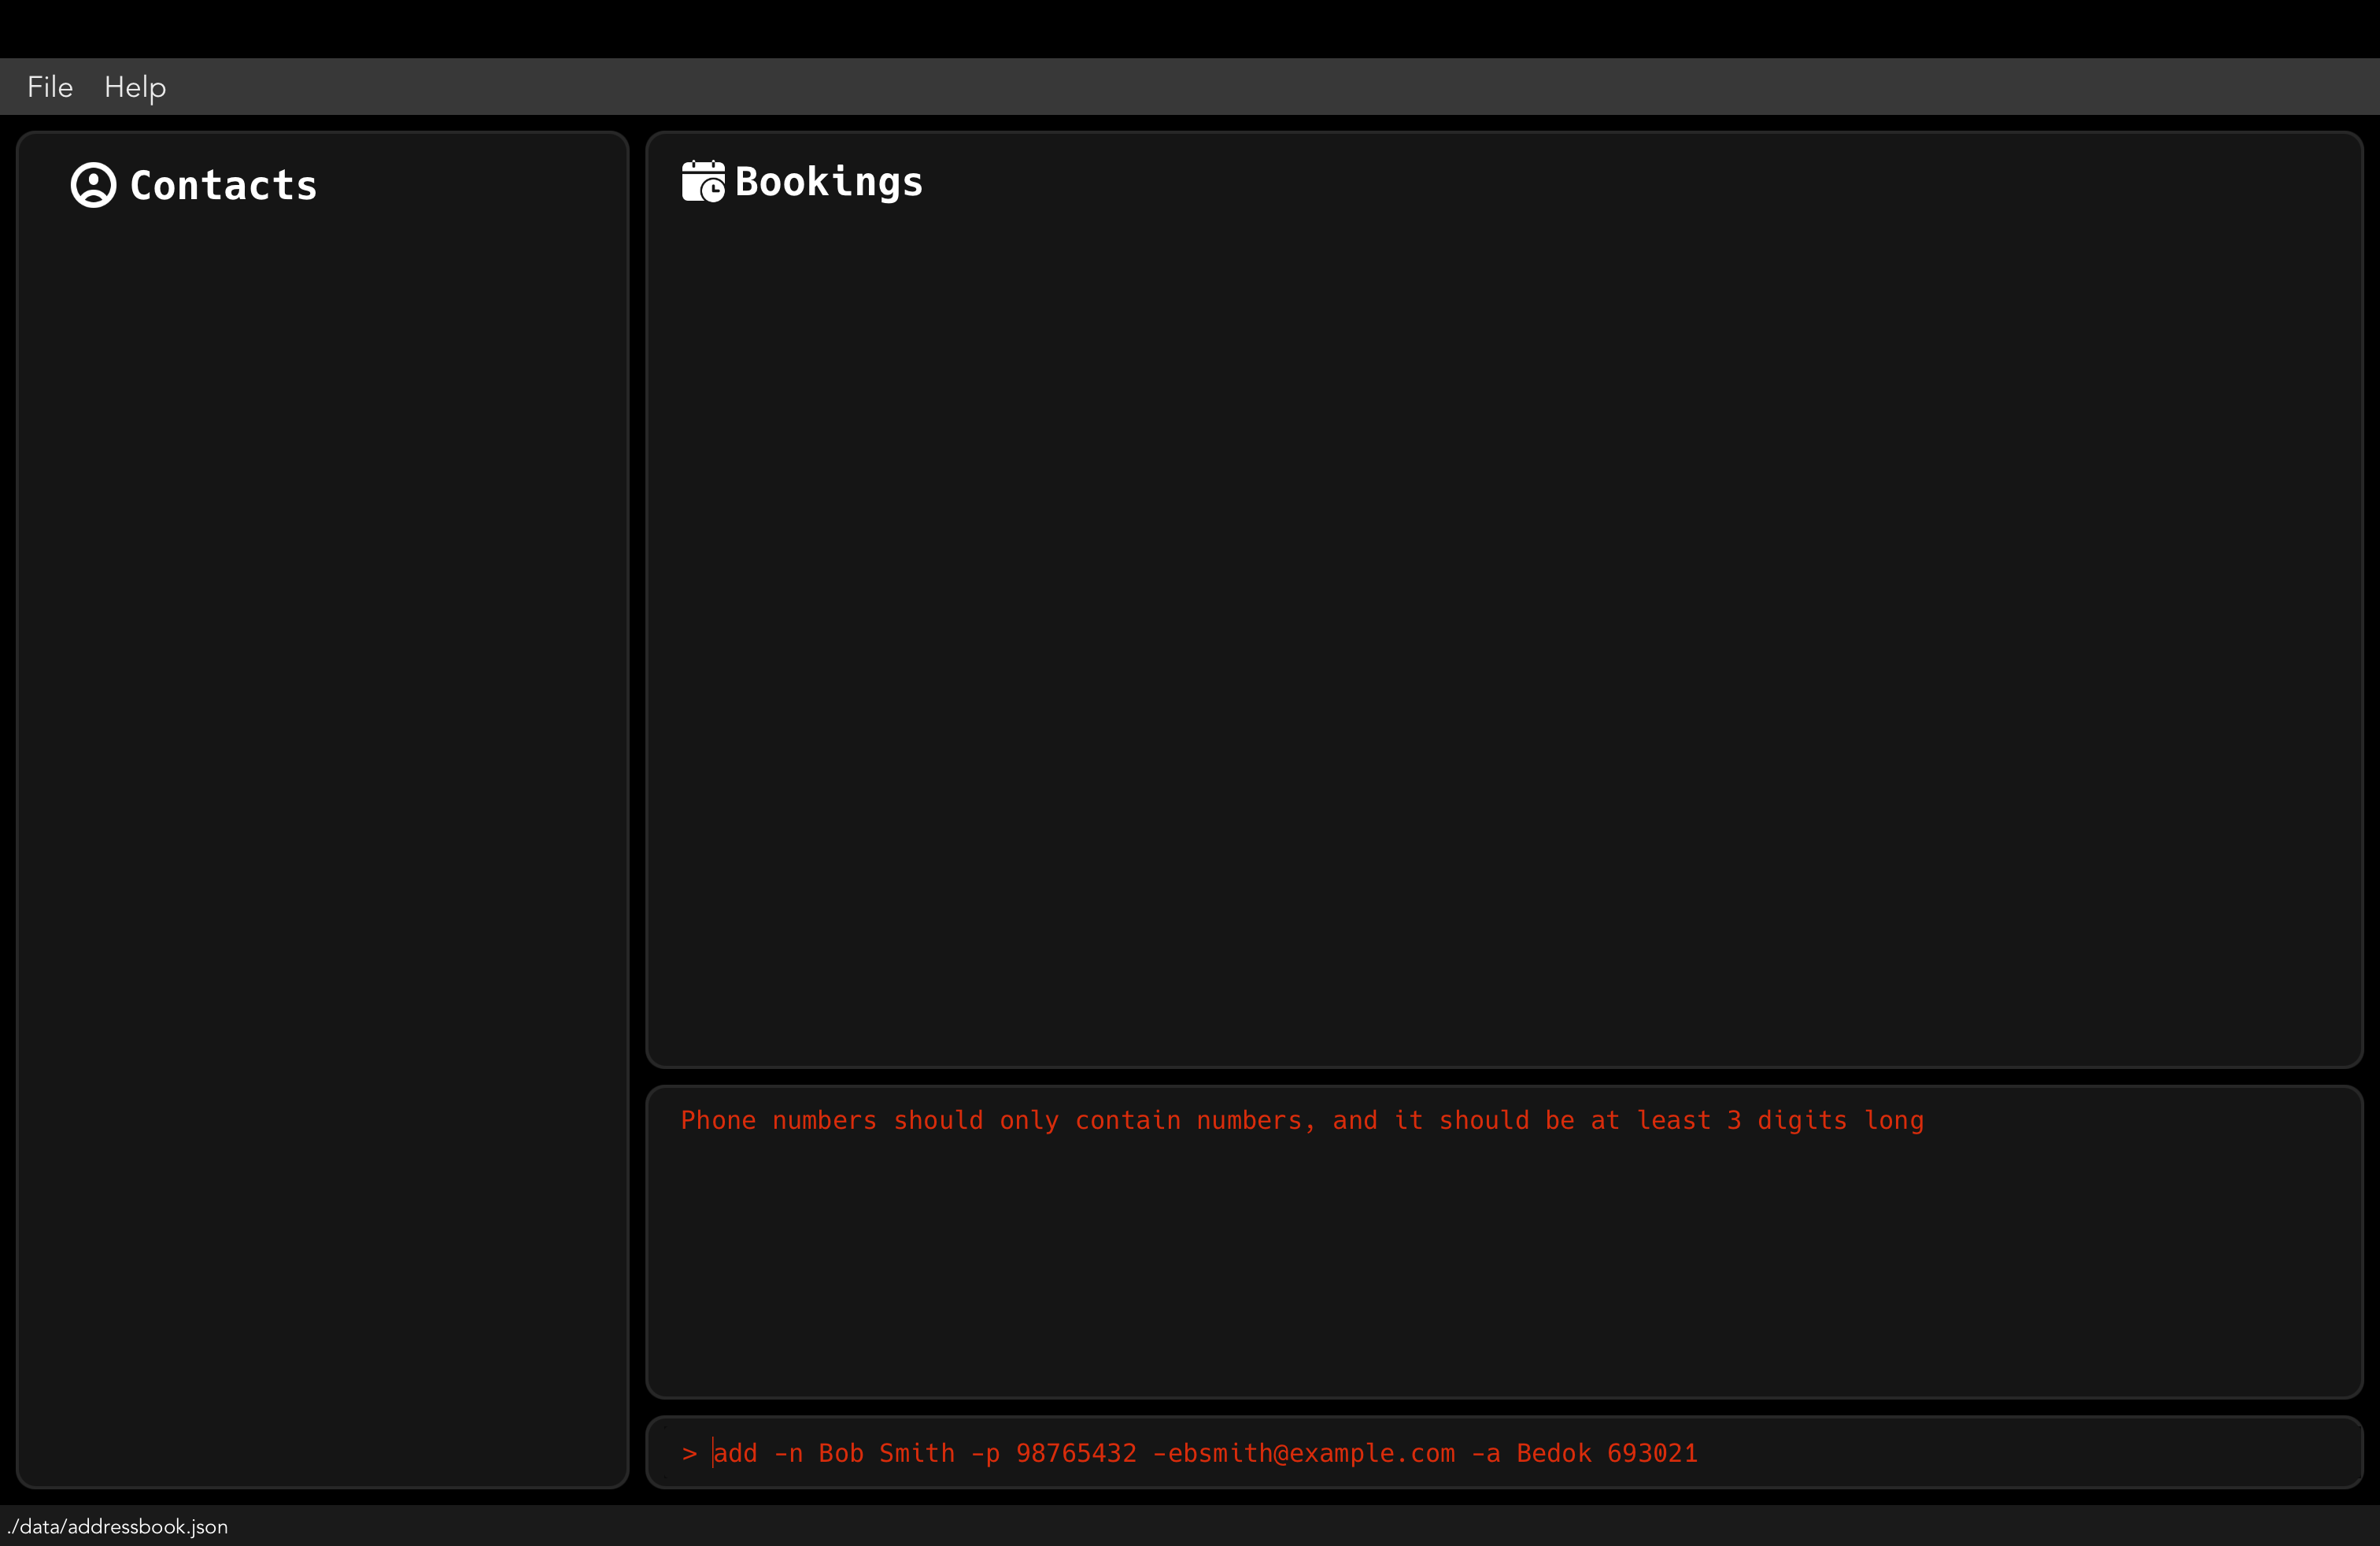 File Help
Contacts
Bookings
Phone numbers should only contain numbers, and it should be at least 3 digits long
> add -n Bob Smith -p 98765432 -ebsmith@example.com -a Bedok 693021
./data/addressbook.json